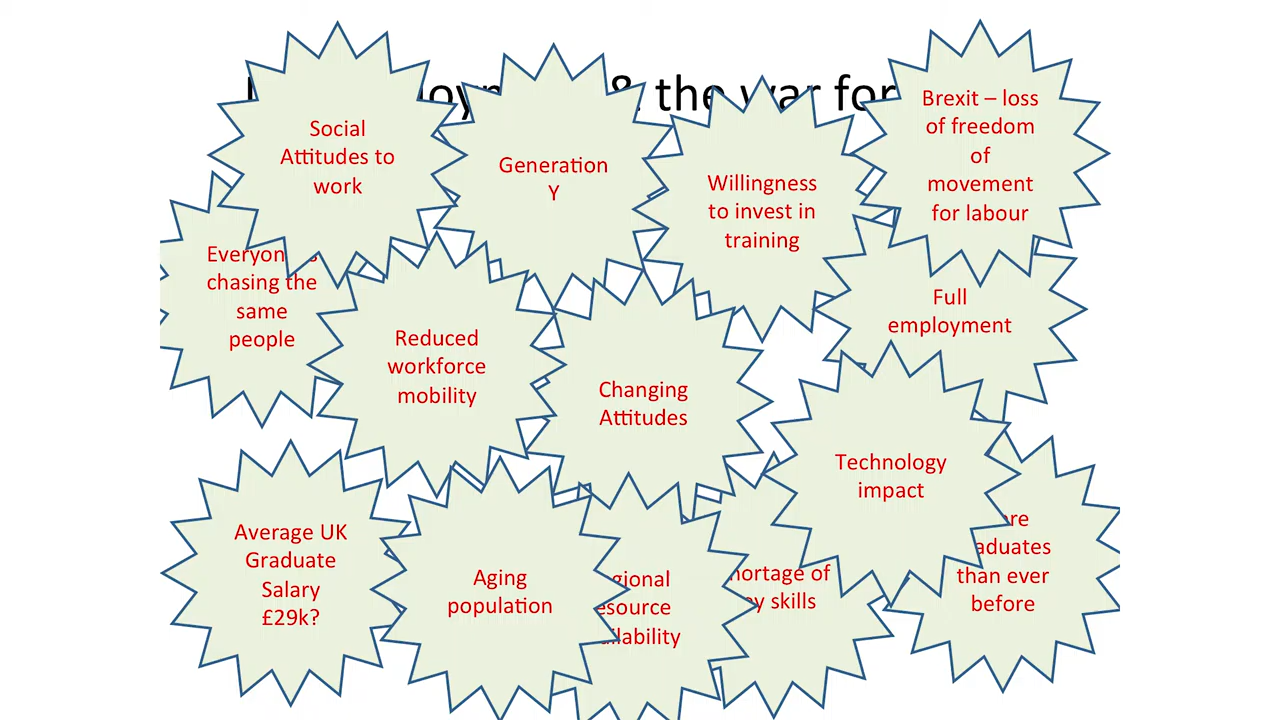 & the war for
Social
Attitudes to
work
Generation
Y
Willingness
to invest in
training
Brexit – loss
of freedom
of
movement
for labour
chasing the
same
people
Reduced
workforce
mobility
Changing
Attitudes
Full
employment
Technology
impact
Average UK
Graduate
Salary
£29k?
Aging
population
of
skills
than ever
before